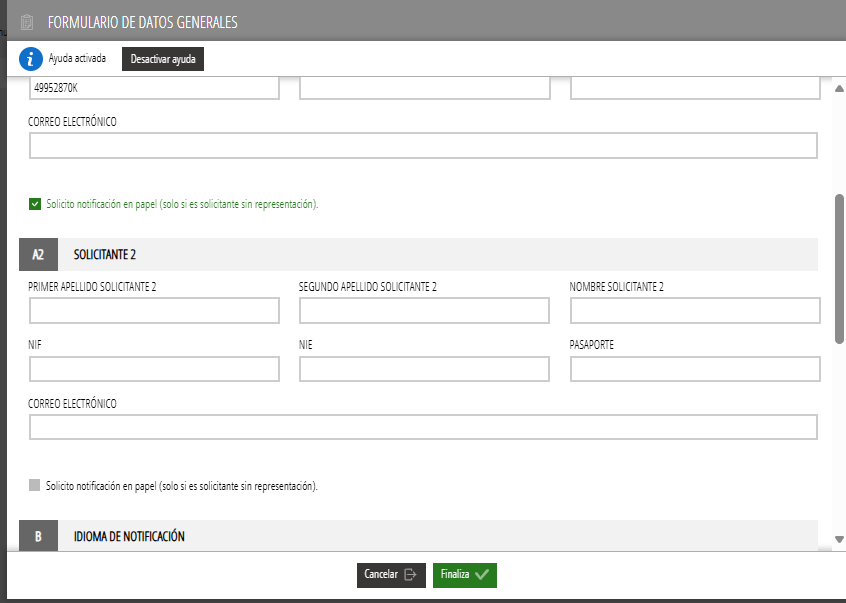 FORMULARIO DE DATOS GENERALES
Ayuda activada
Desactivar ayuda
49952870K
CORREO ELECTRÓNICO
Solicito notificación en papel (solo si es solicitante sin representación).
A2 SOLICITANTE 2
PRIMER APELLIDO SOLICITANTE 2 SEGUNDO APELLIDO SOLICITANTE 2 NOMBRE SOLICITANTE 2
NIF NIE PASAPORTE
CORREO ELECTRÓNICO
Solicito notificación en papel (solo si es solicitante sin representación).
B IDIOMA DE NOTIFICACIÓN
Cancelar Finaliza